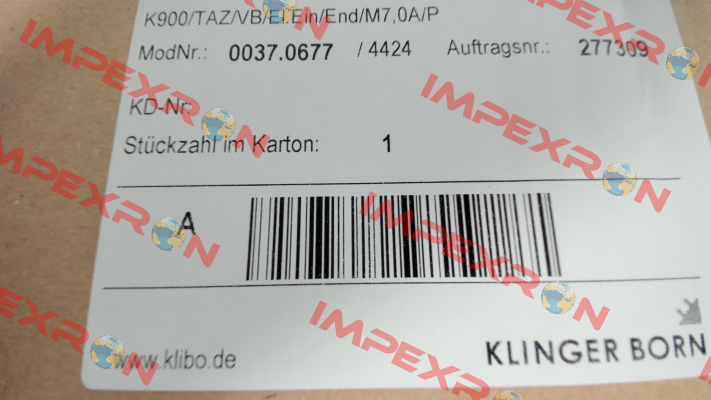 K900/TAZ/VB/El.Ein/End/M7,0A/P
ModNr.: 0037.0677 / 4424 Auftragsnr.: 277309
KD-Nr:
Stückzahl im Karton: 1
A
www.klibo.de
KLINGER BORN
IMPEXRON
IMPEXRON
IMPEXRON
IMPEXRON
IMPEXRON
IMPEXRON